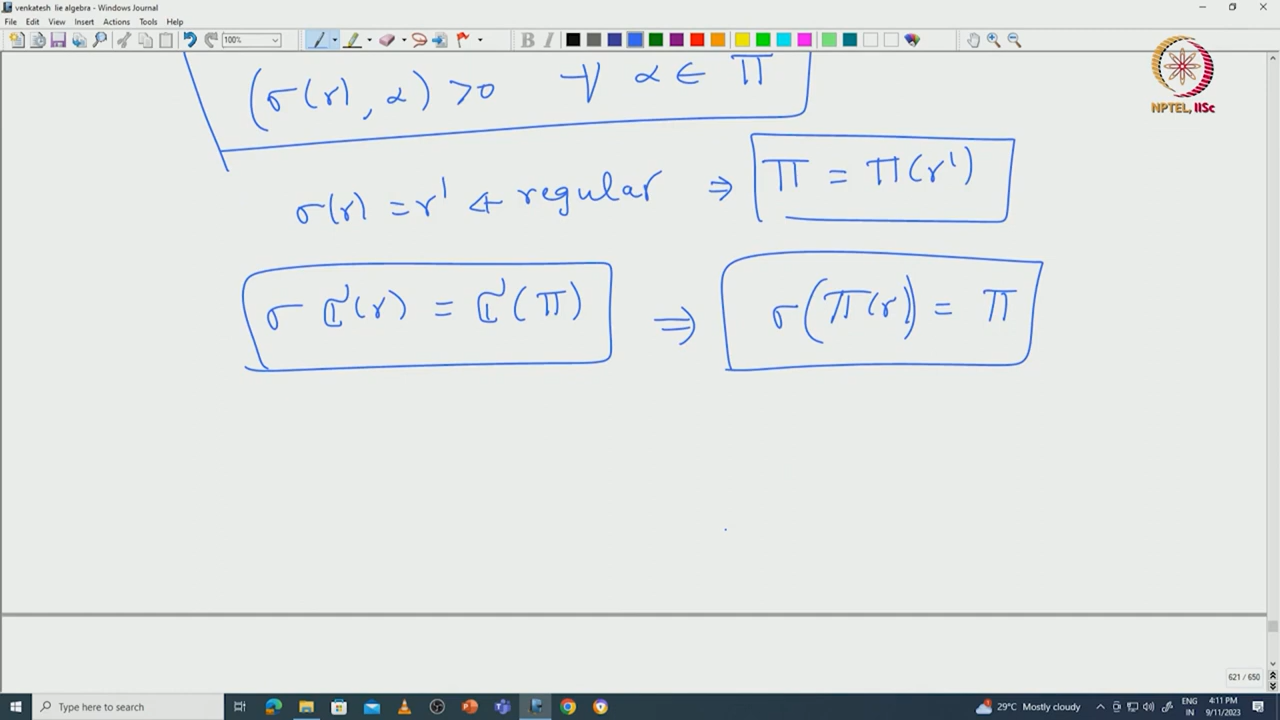 venkatesh lie algebra - Windows Journal
File Edit View Insert Actions Tools Help
100%
B I
(σ(γ), α) > 0 ∀ α ∈ Π
NPTEL, IISc
σ(γ) = γ' ← regular ⇒ Π = Π(γ')
σ ℭ(γ) = ℭ(Π) ⇒ σ(Π(γ)) = Π
621 / 650
Type here to search
29°C Mostly cloudy
ENG
IN
4:11 PM
9/11/2023